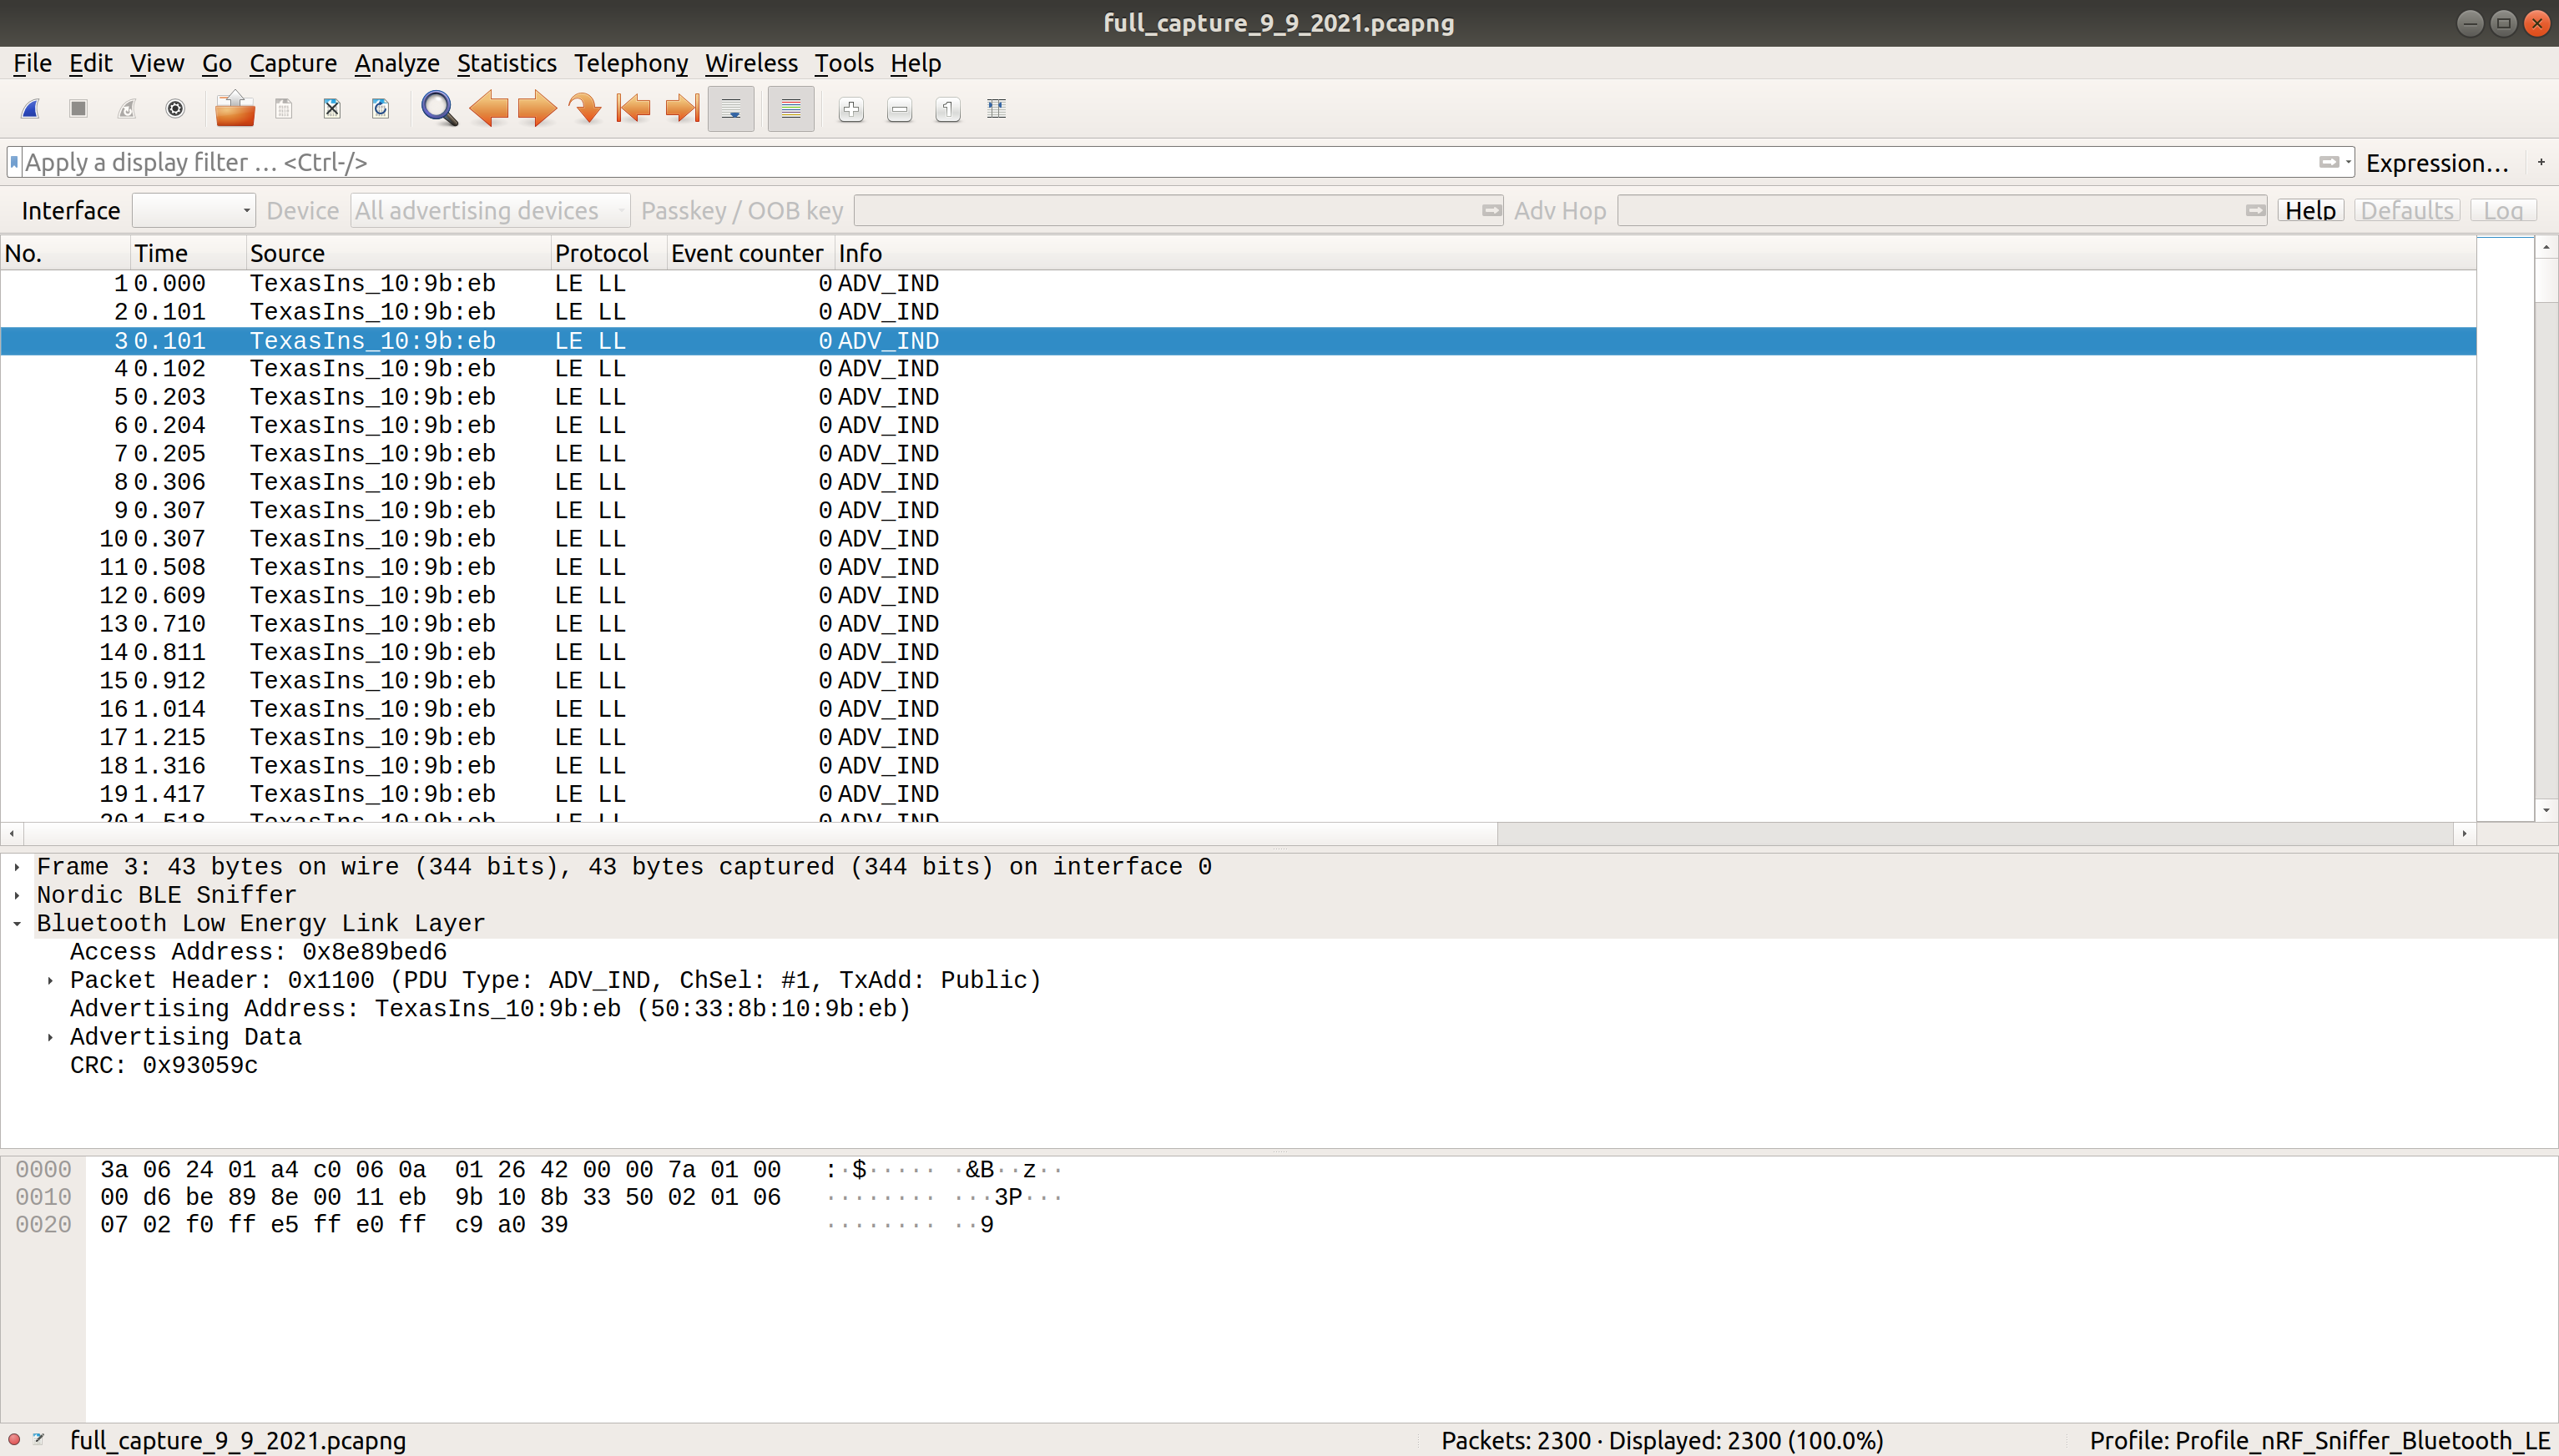 full_capture_9_9_2021.pcapng
File Edit View Go Capture Analyze Statistics Telephony Wireless Tools Help
Apply a display filter … <Ctrl-/> Expression… +
Interface Device All advertising devices Passkey / OOB key Adv Hop Help Defaults Log
No. Time Source Protocol Event counter Info
1 0.000 TexasIns_10:9b:eb LE LL 0 ADV_IND
2 0.101 TexasIns_10:9b:eb LE LL 0 ADV_IND
3 0.101 TexasIns_10:9b:eb LE LL 0 ADV_IND
4 0.102 TexasIns_10:9b:eb LE LL 0 ADV_IND
5 0.203 TexasIns_10:9b:eb LE LL 0 ADV_IND
6 0.204 TexasIns_10:9b:eb LE LL 0 ADV_IND
7 0.205 TexasIns_10:9b:eb LE LL 0 ADV_IND
8 0.306 TexasIns_10:9b:eb LE LL 0 ADV_IND
9 0.307 TexasIns_10:9b:eb LE LL 0 ADV_IND
10 0.307 TexasIns_10:9b:eb LE LL 0 ADV_IND
11 0.508 TexasIns_10:9b:eb LE LL 0 ADV_IND
12 0.609 TexasIns_10:9b:eb LE LL 0 ADV_IND
13 0.710 TexasIns_10:9b:eb LE LL 0 ADV_IND
14 0.811 TexasIns_10:9b:eb LE LL 0 ADV_IND
15 0.912 TexasIns_10:9b:eb LE LL 0 ADV_IND
16 1.014 TexasIns_10:9b:eb LE LL 0 ADV_IND
17 1.215 TexasIns_10:9b:eb LE LL 0 ADV_IND
18 1.316 TexasIns_10:9b:eb LE LL 0 ADV_IND
19 1.417 TexasIns_10:9b:eb LE LL 0 ADV_IND
20 1.518 TexasIns_10:9b:eb LE LL 0 ADV_IND
Frame 3: 43 bytes on wire (344 bits), 43 bytes captured (344 bits) on interface 0
Nordic BLE Sniffer
Bluetooth Low Energy Link Layer
Access Address: 0x8e89bed6
Packet Header: 0x1100 (PDU Type: ADV_IND, ChSel: #1, TxAdd: Public)
Advertising Address: TexasIns_10:9b:eb (50:33:8b:10:9b:eb)
Advertising Data
CRC: 0x93059c
0000 3a 06 24 01 a4 c0 06 0a 01 26 42 00 00 7a 01 00 :·$····· ·&B··z··
0010 00 d6 be 89 8e 00 11 eb 9b 10 8b 33 50 02 01 06 ········ ···3P···
0020 07 02 f0 ff e5 ff e0 ff c9 a0 39 ········ ··9
full_capture_9_9_2021.pcapng Packets: 2300 · Displayed: 2300 (100.0%) Profile: Profile_nRF_Sniffer_Bluetooth_LE